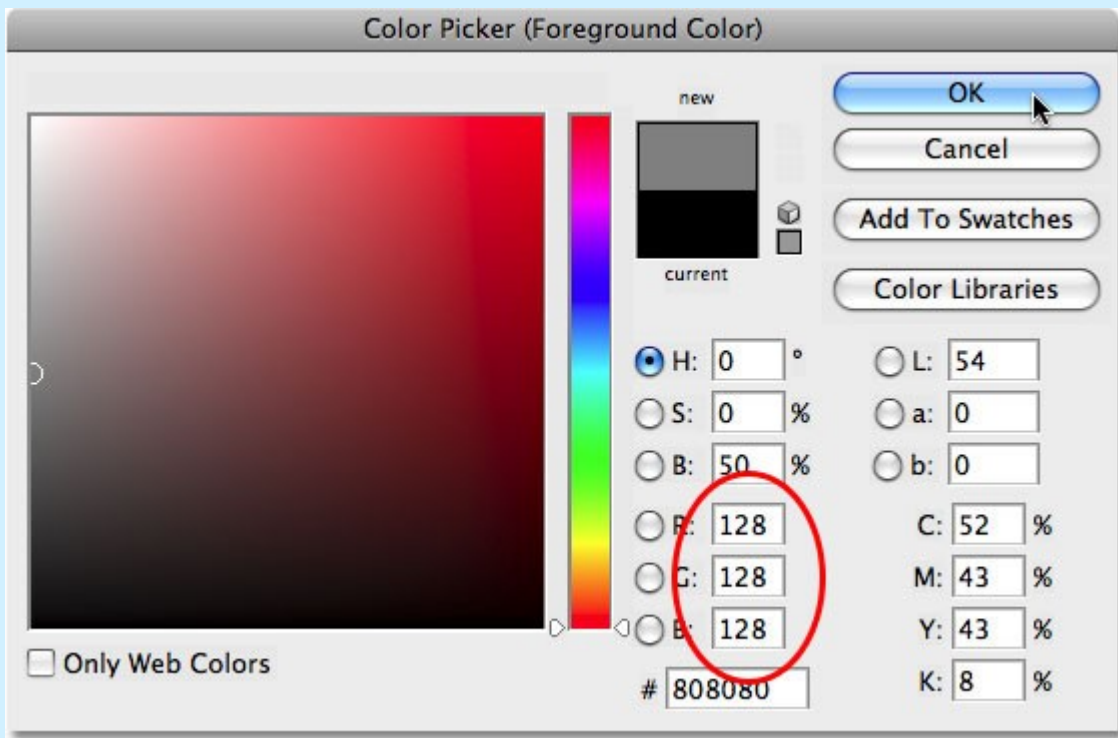 Color Picker (Foreground Color)
new
OK
Cancel
Add To Swatches
current
Color Libraries
H: 0 °
L: 54
S: 0 %
a: 0
B: 50 %
b: 0
R: 128
C: 52 %
G: 128
M: 43 %
B: 128
Y: 43 %
Only Web Colors
# 808080
K: 8 %